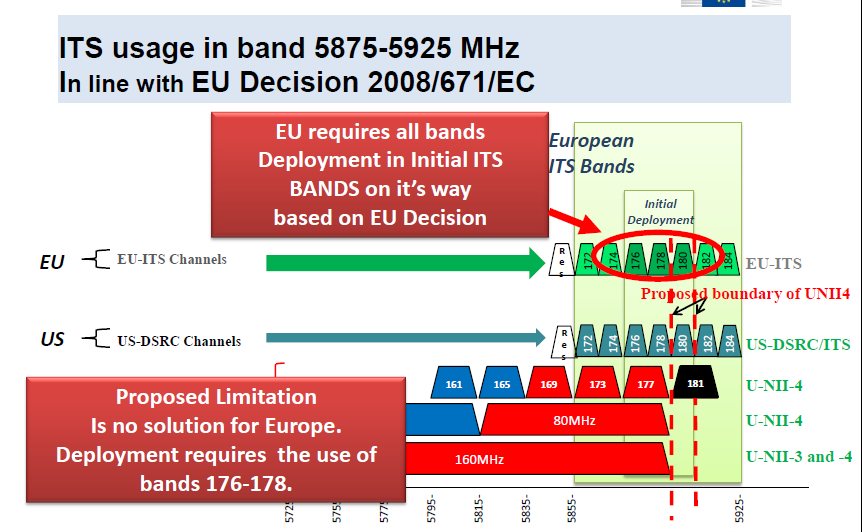 ITS usage in band 5875-5925 MHz
In line with EU Decision 2008/671/EC
EU requires all bands
Deployment in Initial ITS
BANDS on it's way
based on EU Decision
European
ITS Bands
Initial
Deployment
EU
EU-ITS Channels
Res
172
174
176
178
180
182
184
EU-ITS
Proposed boundary of UNII4
US
US-DSRC Channels
Res
172
174
176
178
180
182
184
US-DSRC/ITS
161
165
169
173
177
181
U-NII-4
Proposed Limitation
Is no solution for Europe.
Deployment requires the use of
bands 176-178.
80MHz
U-NII-4
160MHz
U-NII-3 and -4
5725-
5755-
5775-
5795-
5815-
5835-
5855-
5925-